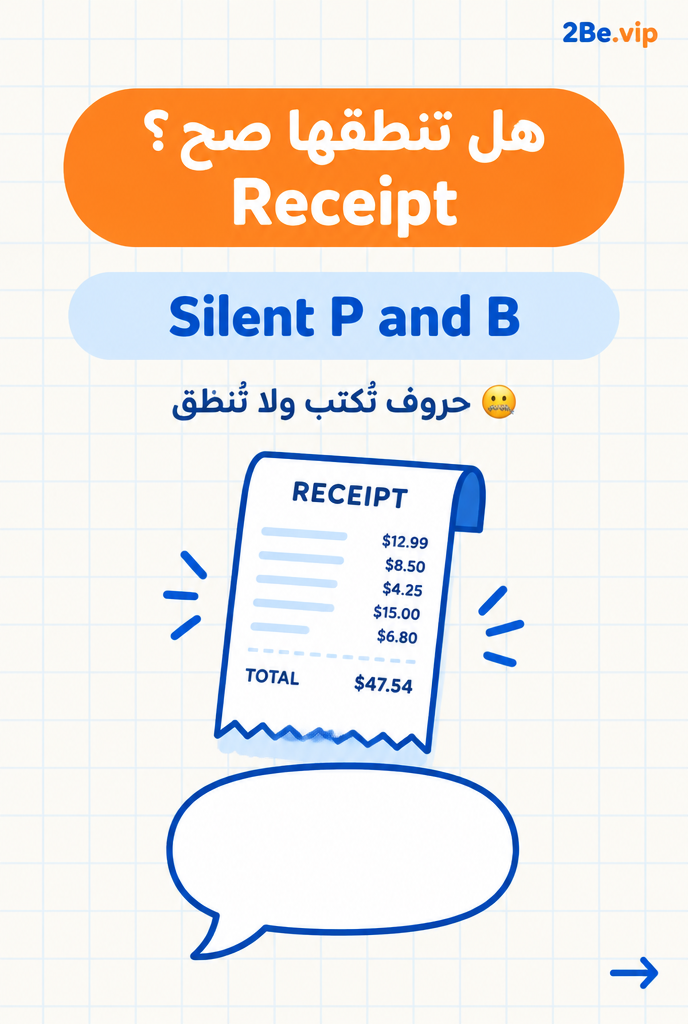 2Be.vip
هل تنطقها صح ؟
Receipt
Silent P and B
حروف تُكتب ولا تُنطق 🤐
RECEIPT
$12.99
$8.50
$4.25
$15.00
$6.80
TOTAL $47.54